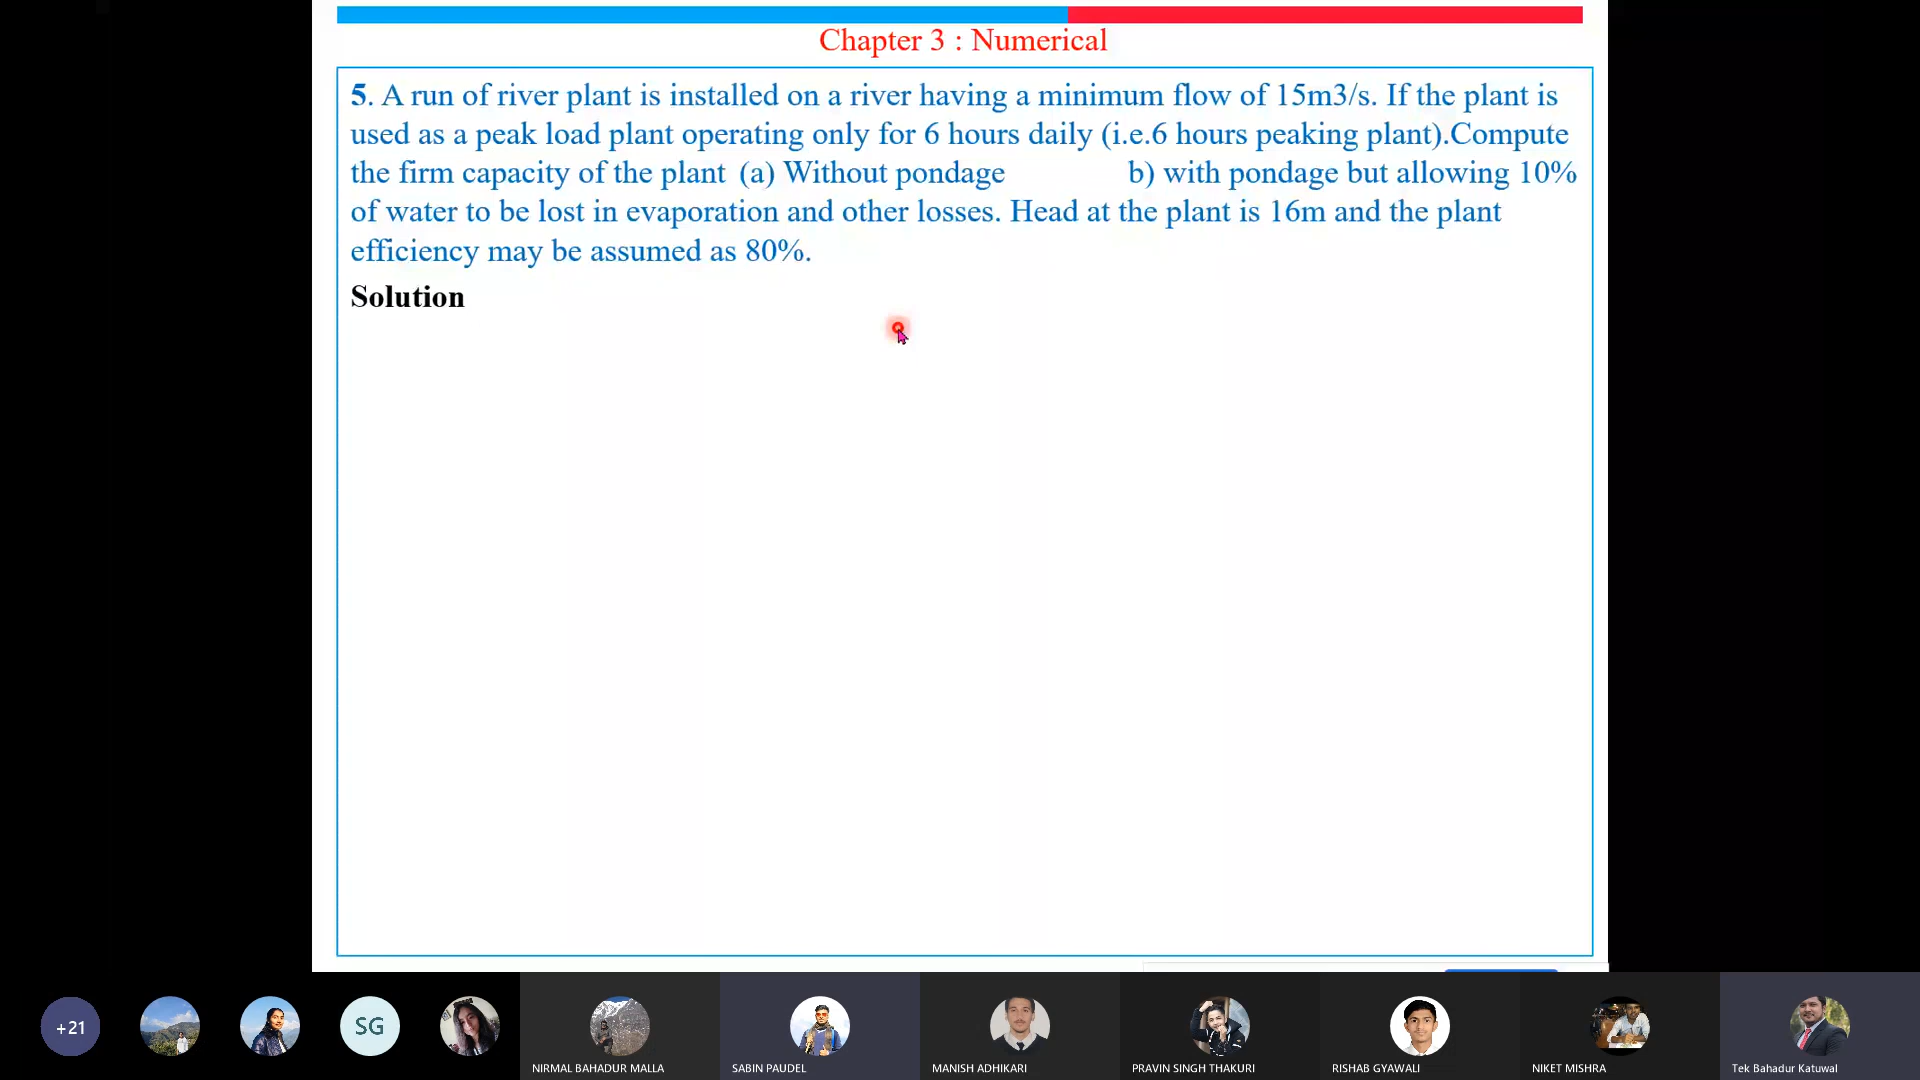 Chapter 3 : Numerical
5. A run of river plant is installed on a river having a minimum flow of 15m3/s. If the plant is
used as a peak load plant operating only for 6 hours daily (i.e.6 hours peaking plant).Compute
the firm capacity of the plant (a) Without pondage b) with pondage but allowing 10%
of water to be lost in evaporation and other losses. Head at the plant is 16m and the plant
efficiency may be assumed as 80%.
Solution
+21
SG
NIRMAL BAHADUR MALLA
SABIN PAUDEL
MANISH ADHIKARI
PRAVIN SINGH THAKURI
RISHAB GYAWALI
NIKET MISHRA
Tek Bahadur Katuwal